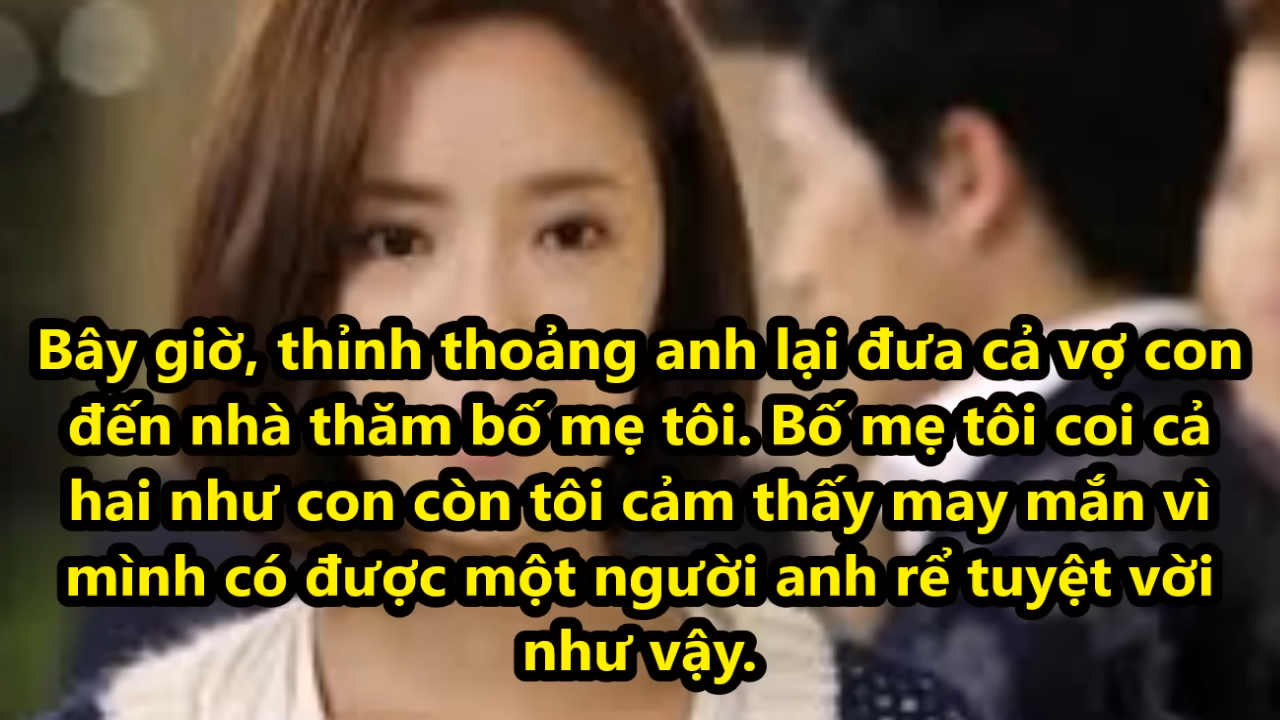 Bây giờ, thỉnh thoảng anh lại đưa cả vợ con
đến nhà thăm bố mẹ tôi. Bố mẹ tôi coi cả
hai như con còn tôi cảm thấy may mắn vì
mình có được một người anh rể tuyệt vời
như vậy.